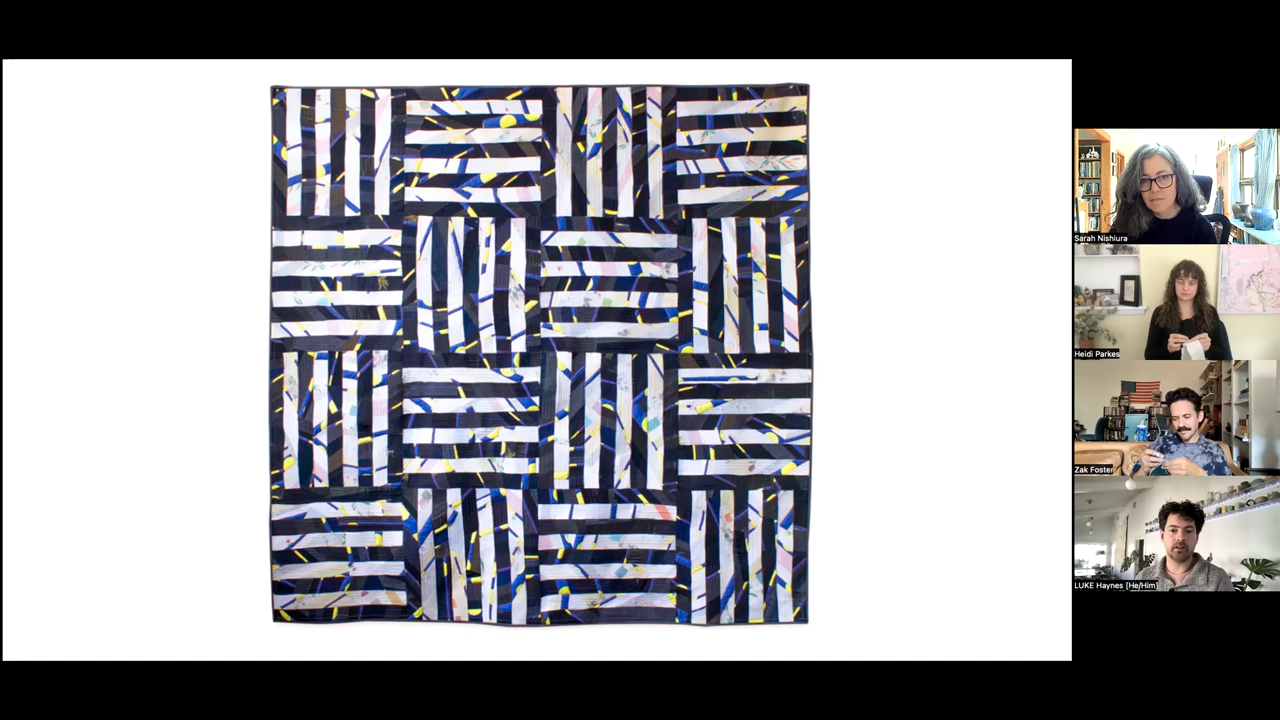 Sarah Nishiura
Heidi Parkes
Zak Foster
LUKE Haynes [He/Him]